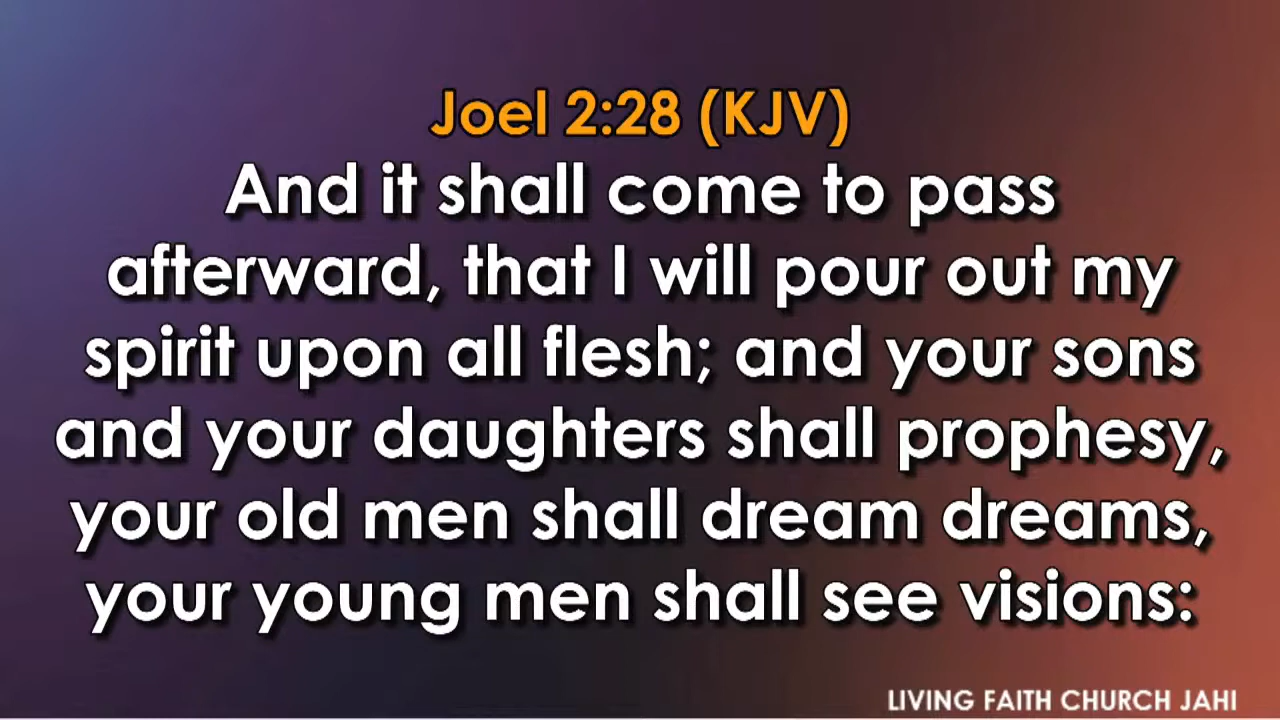 Joel 2:28 (KJV)
And it shall come to pass
afterward, that I will pour out my
spirit upon all flesh; and your sons
and your daughters shall prophesy,
your old men shall dream dreams,
your young men shall see visions:
LIVING FAITH CHURCH JAHI